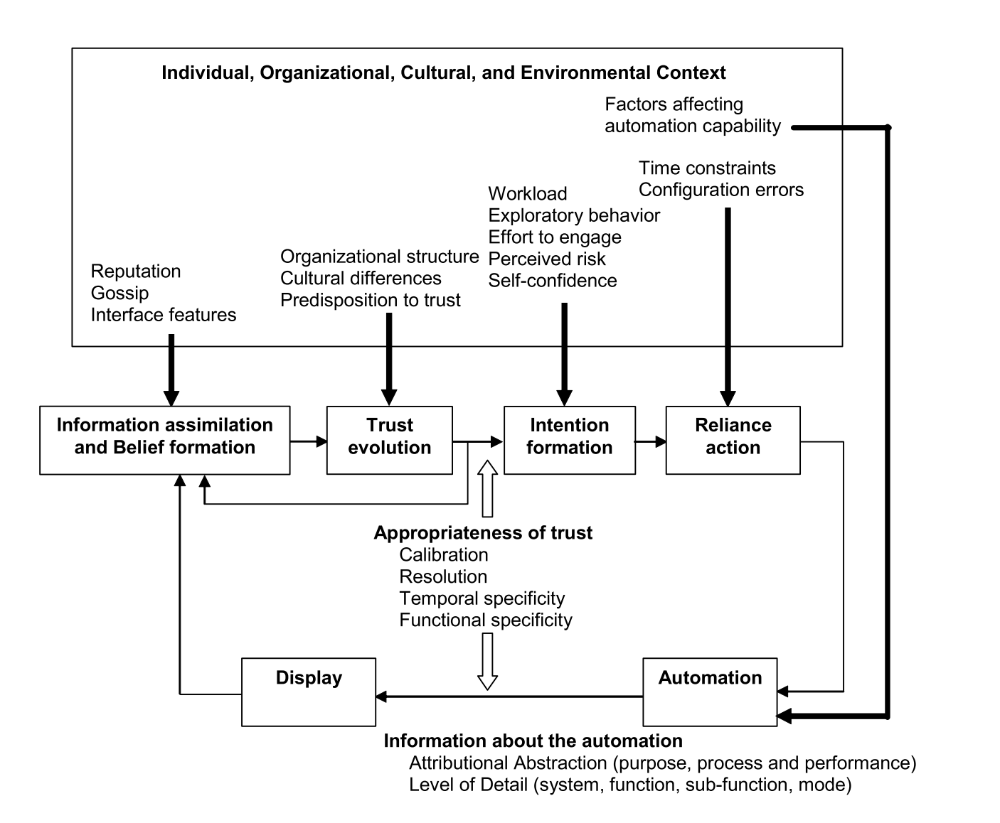 Individual, Organizational, Cultural, and Environmental Context
Factors affecting
automation capability
Time constraints
Configuration errors
Workload
Exploratory behavior
Effort to engage
Perceived risk
Self-confidence
Organizational structure
Cultural differences
Predisposition to trust
Reputation
Gossip
Interface features
Information assimilation
and Belief formation
Trust
evolution
Intention
formation
Reliance
action
Appropriateness of trust
Calibration
Resolution
Temporal specificity
Functional specificity
Display
Automation
Information about the automation
Attributional Abstraction (purpose, process and performance)
Level of Detail (system, function, sub-function, mode)